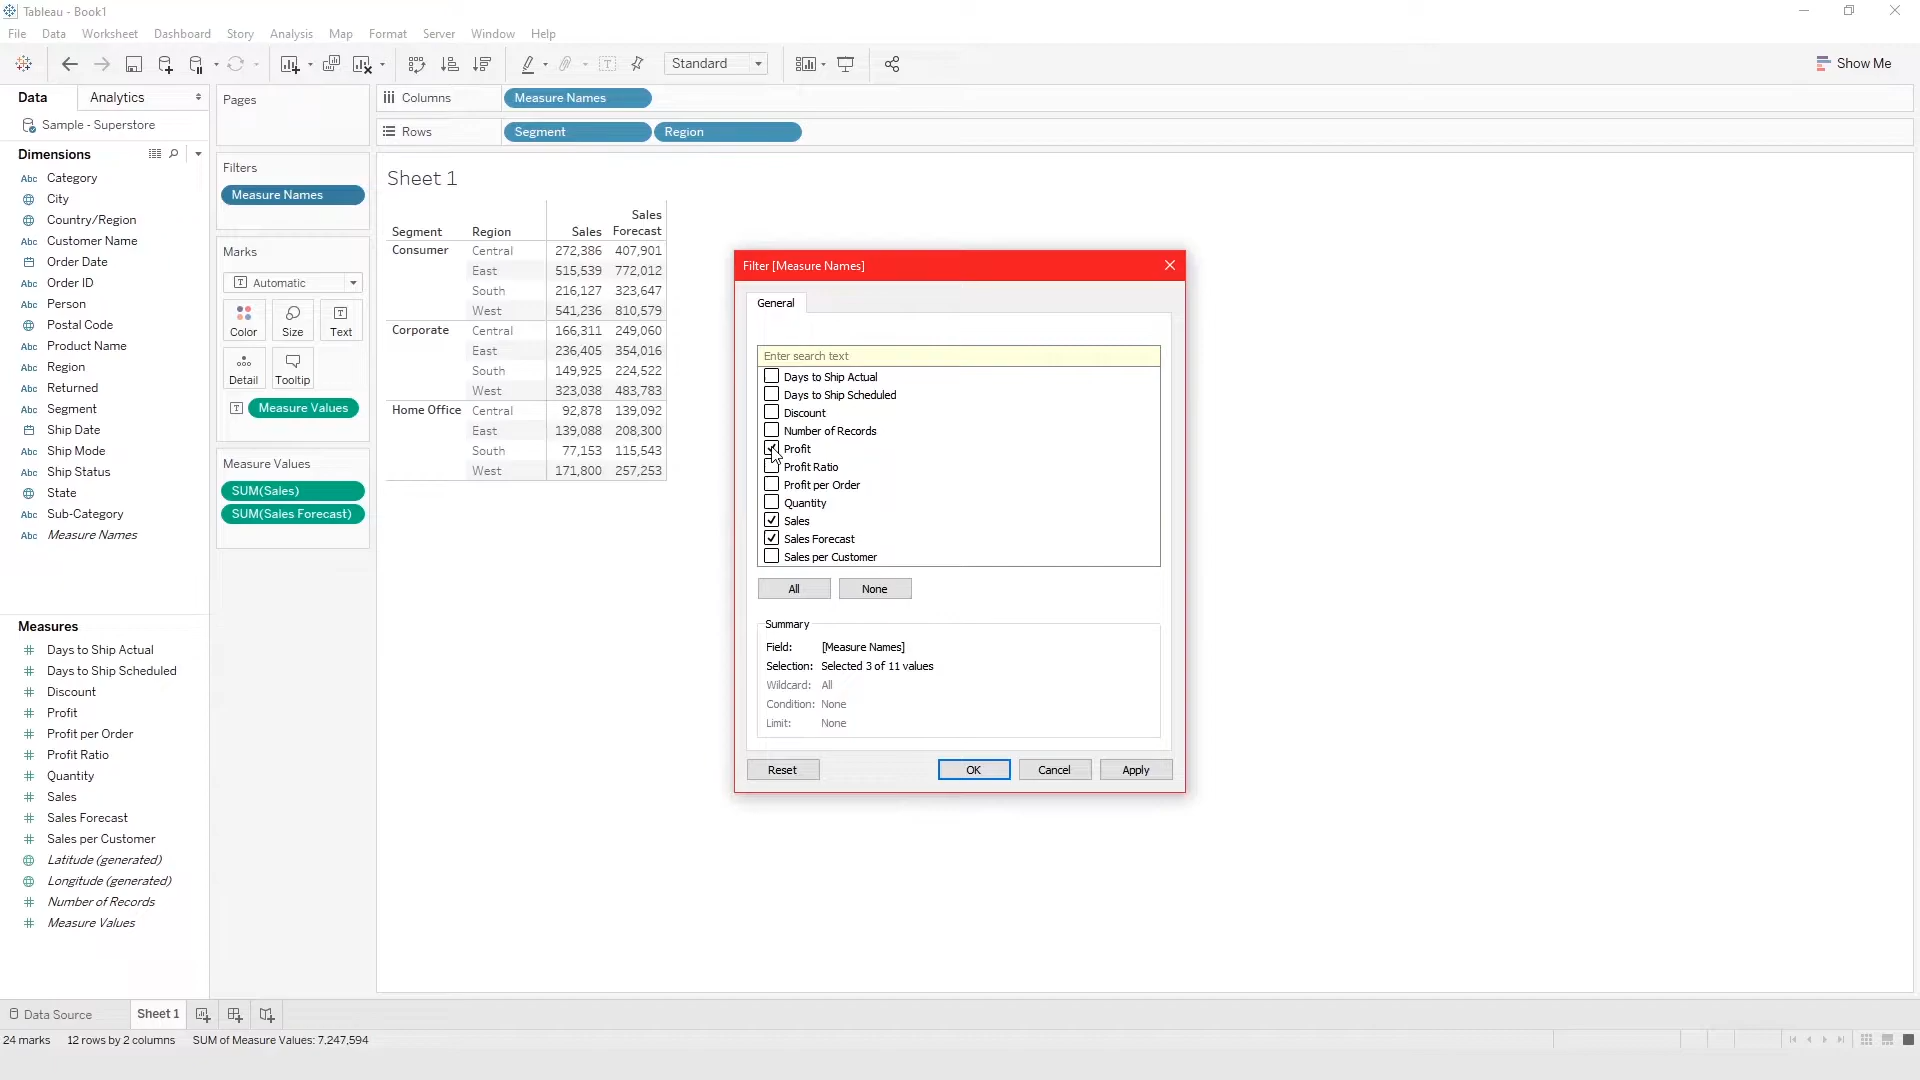 Tableau - Book1
File Data Worksheet Dashboard Story Analysis Map Format Server Window Help
Standard
Show Me
Data Analytics
Sample - Superstore
Dimensions
Abc Category
City
Country/Region
Abc Customer Name
Order Date
Abc Order ID
Abc Person
Postal Code
Abc Product Name
Abc Region
Abc Returned
Abc Segment
Ship Date
Abc Ship Mode
Abc Ship Status
State
Abc Sub-Category
Abc Measure Names
Measures
Days to Ship Actual
Days to Ship Scheduled
Discount
Profit
Profit per Order
Profit Ratio
Quantity
Sales
Sales Forecast
Sales per Customer
Latitude (generated)
Longitude (generated)
Number of Records
Measure Values
Pages
Filters
Measure Names
Marks
T Automatic
Color Size T Text
Detail Tooltip
T Measure Values
Measure Values
SUM(Sales)
SUM(Sales Forecast)
Columns Measure Names
Rows Segment Region
Sheet 1
Sales
Segment Region Sales Forecast
Consumer Central 272,386 407,901
East 515,539 772,012
South 216,127 323,647
West 541,236 810,579
Corporate Central 166,311 249,060
East 236,405 354,016
South 149,925 224,522
West 323,038 483,783
Home Office Central 92,878 139,092
East 139,088 208,300
South 77,153 115,543
West 171,800 257,253
Filter [Measure Names]
General
Enter search text
Days to Ship Actual
Days to Ship Scheduled
Discount
Number of Records
Profit
Profit Ratio
Profit per Order
Quantity
Sales
Sales Forecast
Sales per Customer
All None
Summary
Field: [Measure Names]
Selection: Selected 3 of 11 values
Wildcard: All
Condition: None
Limit: None
Reset OK Cancel Apply
Data Source Sheet 1
24 marks 12 rows by 2 columns SUM of Measure Values: 7,247,594